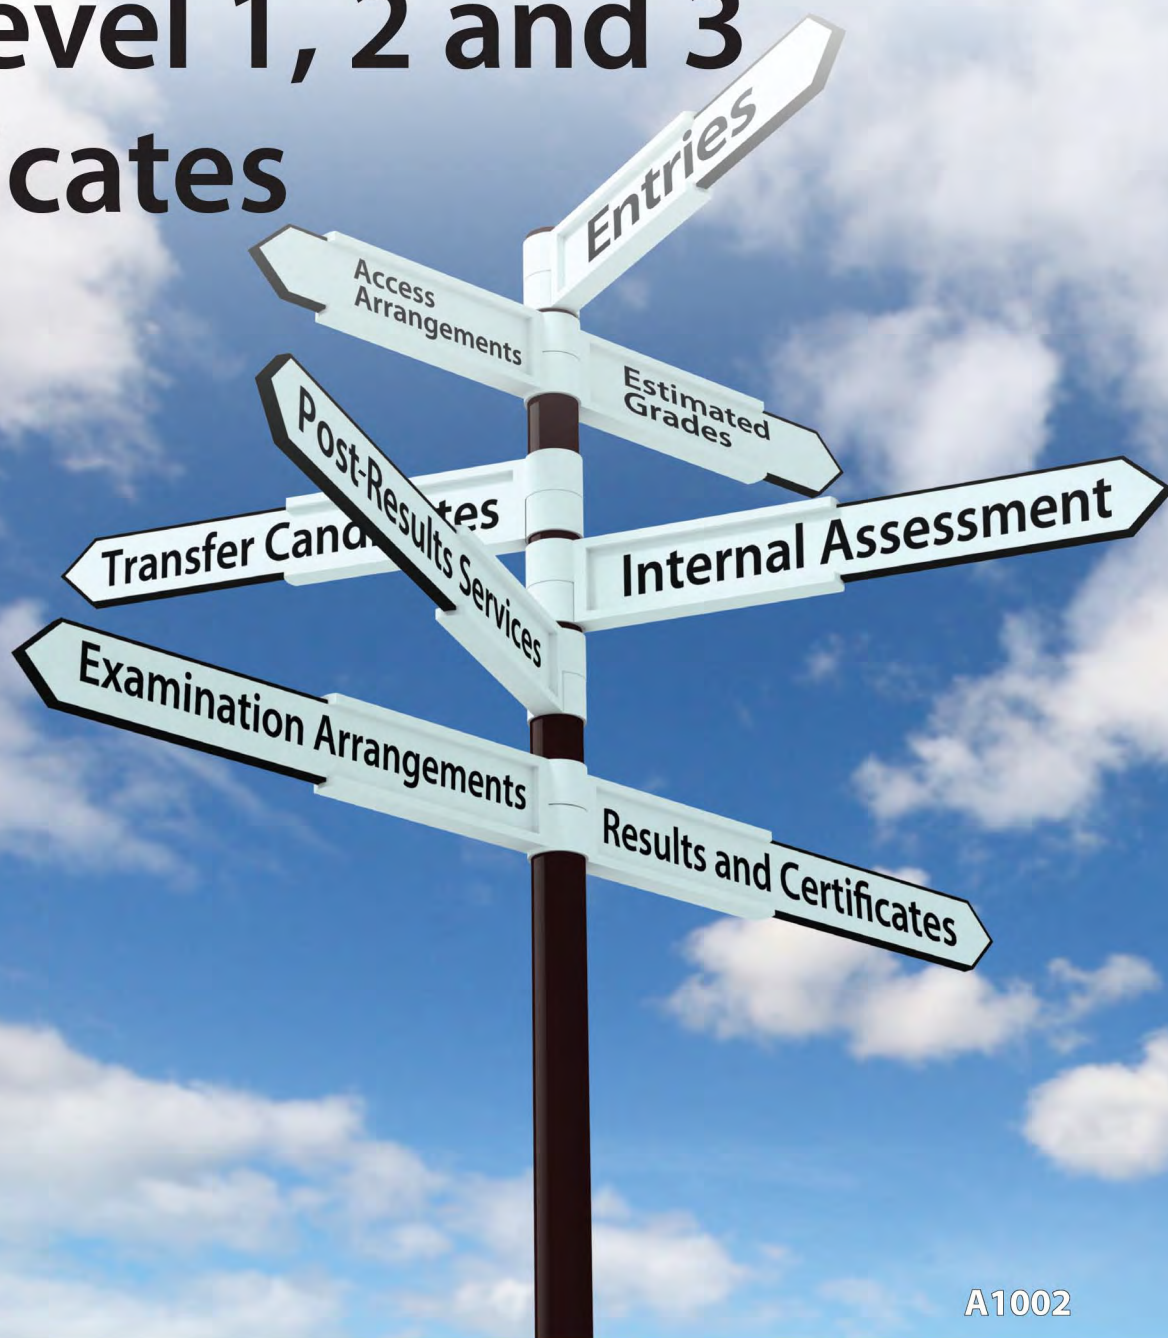 evel 1, 2 and 3
cates
Entries
Access
Arrangements
Estimated
Grades
Post-Results Services
Transfer Cand tes
Internal Assessment
Examination Arrangements
Results and Certificates
A1002